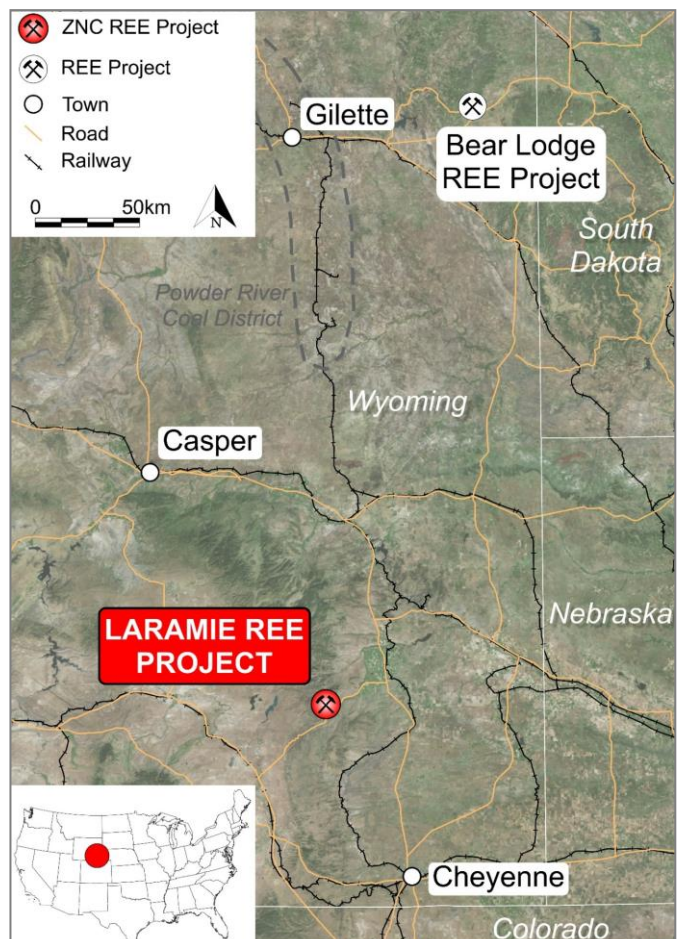 ZNC REE Project
REE Project
Town
Road
Railway
0 50km
N
Gilette
Bear Lodge
REE Project
South
Dakota
Powder River
Coal District
Wyoming
Casper
LARAMIE REE
PROJECT
Nebraska
Cheyenne
Colorado